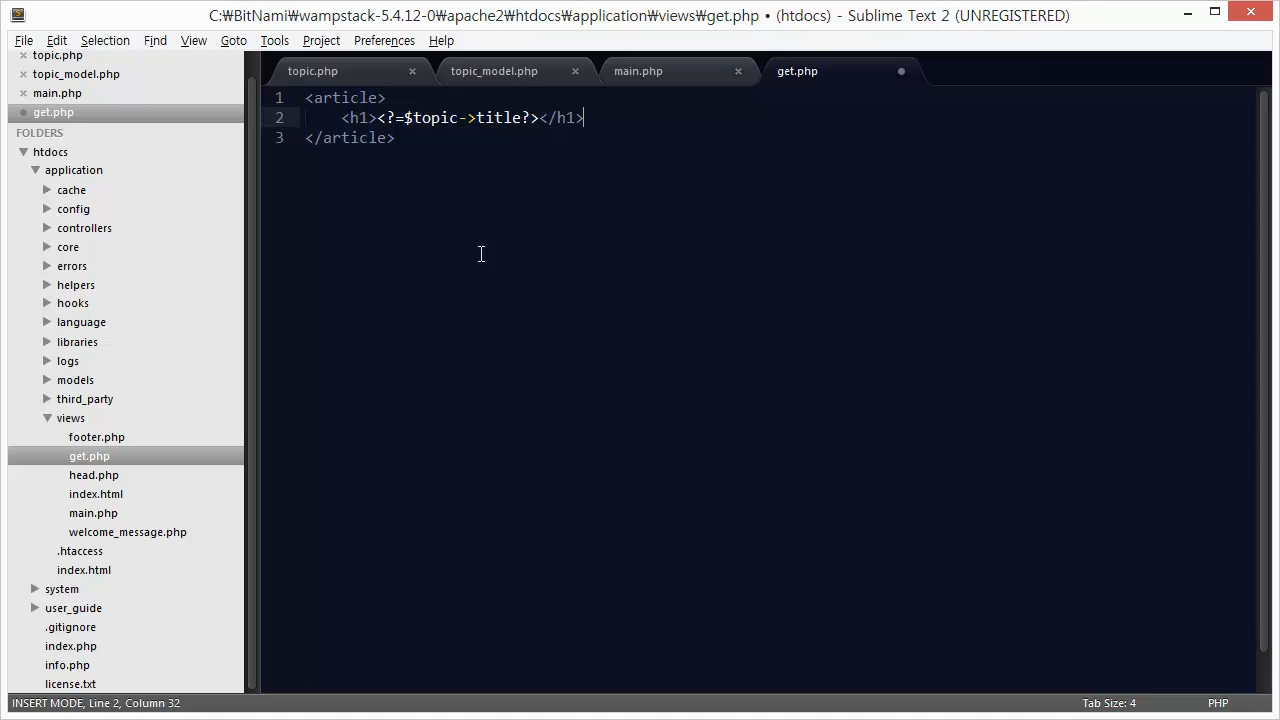 C:₩BitNami₩wampstack-5.4.12-0₩apache2₩htdocs₩application₩views₩get.php • (htdocs) - Sublime Text 2 (UNREGISTERED)
File Edit Selection Find View Goto Tools Project Preferences Help
topic.php
topic_model.php
main.php
get.php
FOLDERS
htdocs
application
cache
config
controllers
core
errors
helpers
hooks
language
libraries
logs
models
third_party
views
footer.php
get.php
head.php
index.html
main.php
welcome_message.php
.htaccess
index.html
system
user_guide
.gitignore
index.php
info.php
license.txt
topic.php topic_model.php main.php get.php
1 <article>
2 <h1><?=$topic->title?></h1>
3 </article>
INSERT MODE, Line 2, Column 32 Tab Size: 4 PHP